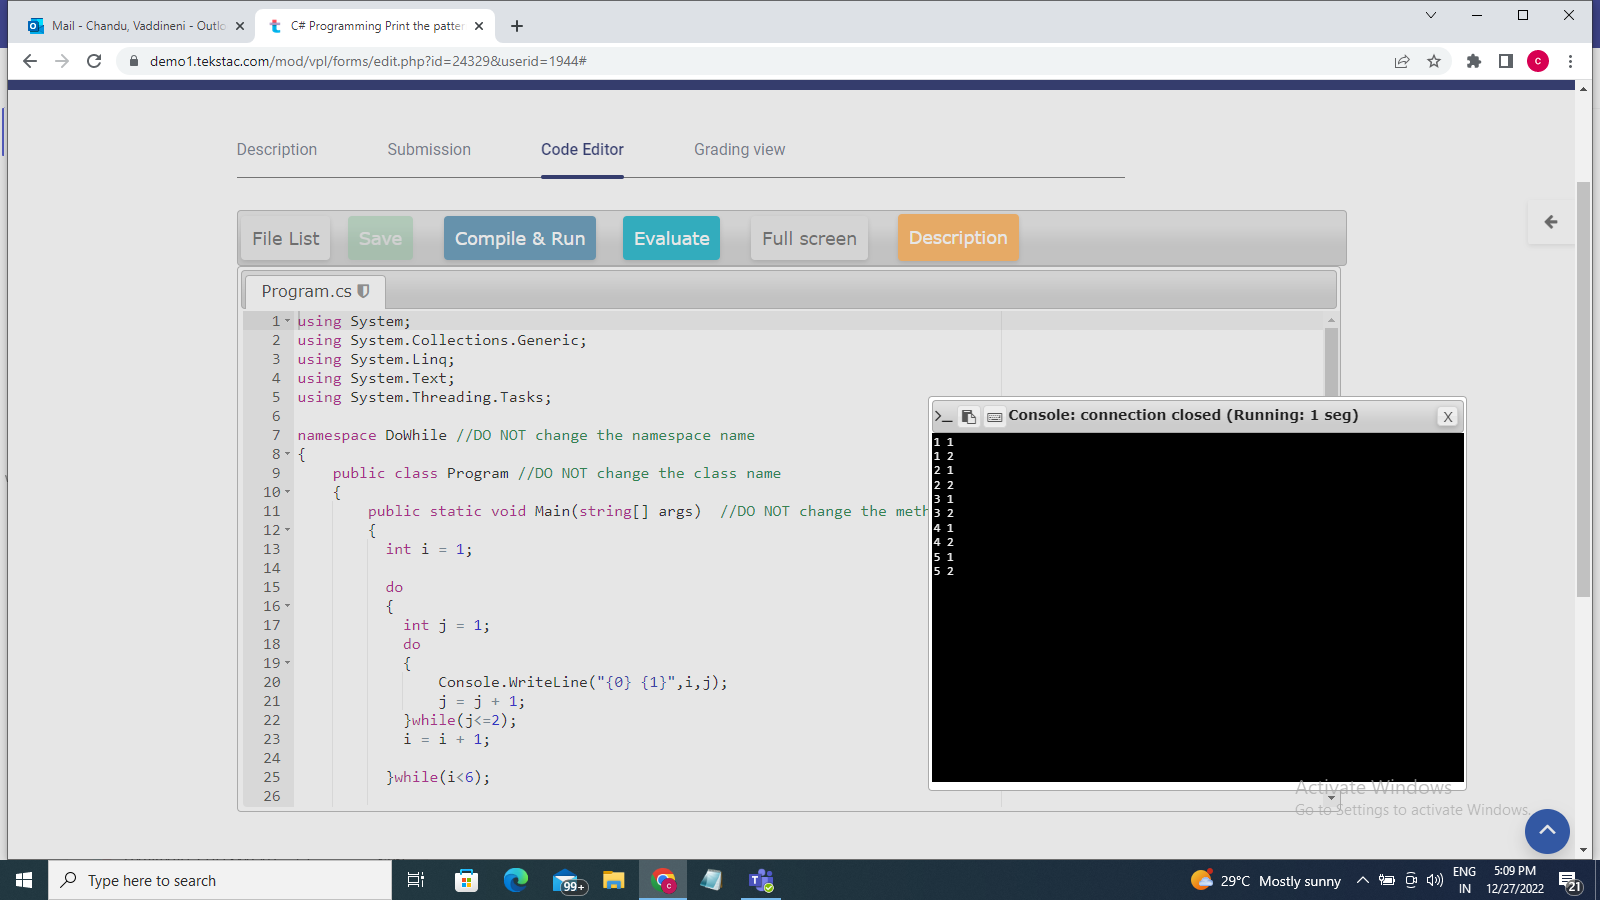 Mail - Chandu, Vaddineni - Outlo
C# Programming Print the patter
demo1.tekstac.com/mod/vpl/forms/edit.php?id=24329&userid=1944#
C
Description
Submission
Code Editor
Grading view
File List
Save
Compile & Run
Evaluate
Full screen
Description
Program.cs
1 using System;
2 using System.Collections.Generic;
3 using System.Linq;
4 using System.Text;
5 using System.Threading.Tasks;
6
7 namespace DoWhile //DO NOT change the namespace name
8 {
9 public class Program //DO NOT change the class name
10 {
11 public static void Main(string[] args) //DO NOT change the meth
12 {
13 int i = 1;
14
15 do
16 {
17 int j = 1;
18 do
19 {
20 Console.WriteLine("{0} {1}",i,j);
21 j = j + 1;
22 }while(j<=2);
23 i = i + 1;
24
25 }while(i<6);
26
Console: connection closed (Running: 1 seg)
X
1 1
1 2
2 1
2 2
3 1
3 2
4 1
4 2
5 1
5 2
Activate Windows
Go to Settings to activate Windows.
Type here to search
99+
C
29°C Mostly sunny
ENG
IN
5:09 PM
12/27/2022
21